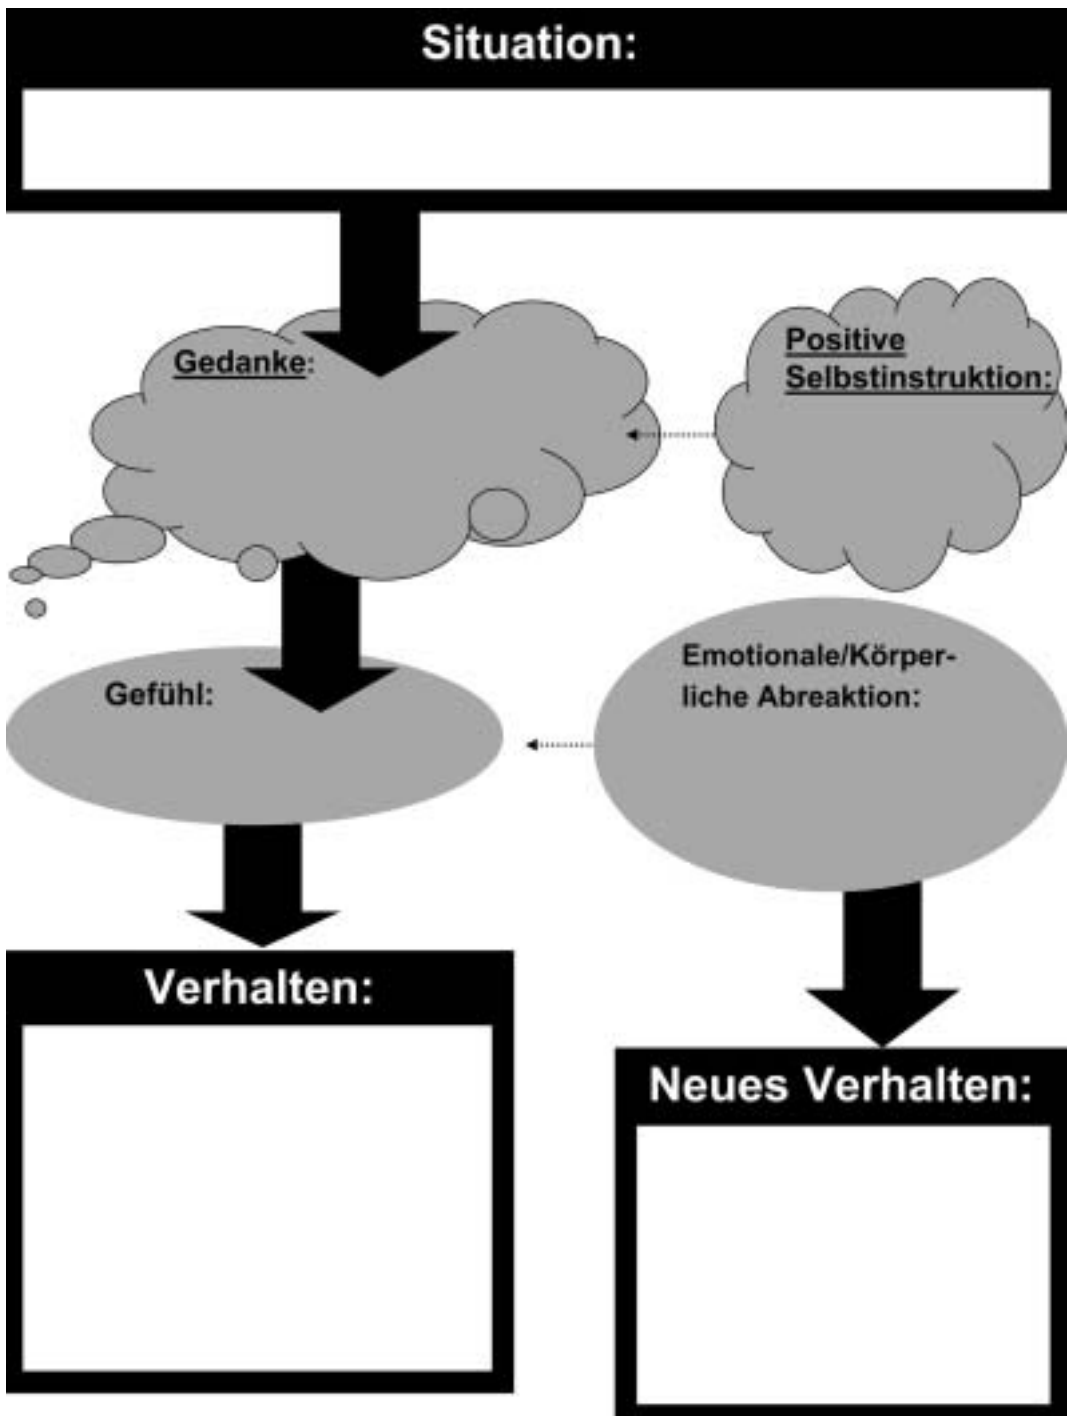 Situation:
Gedanke:
Positive
Selbstinstruktion:
Gefühl:
Emotionale/Körper-
liche Abreaktion:
Verhalten:
Neues Verhalten: